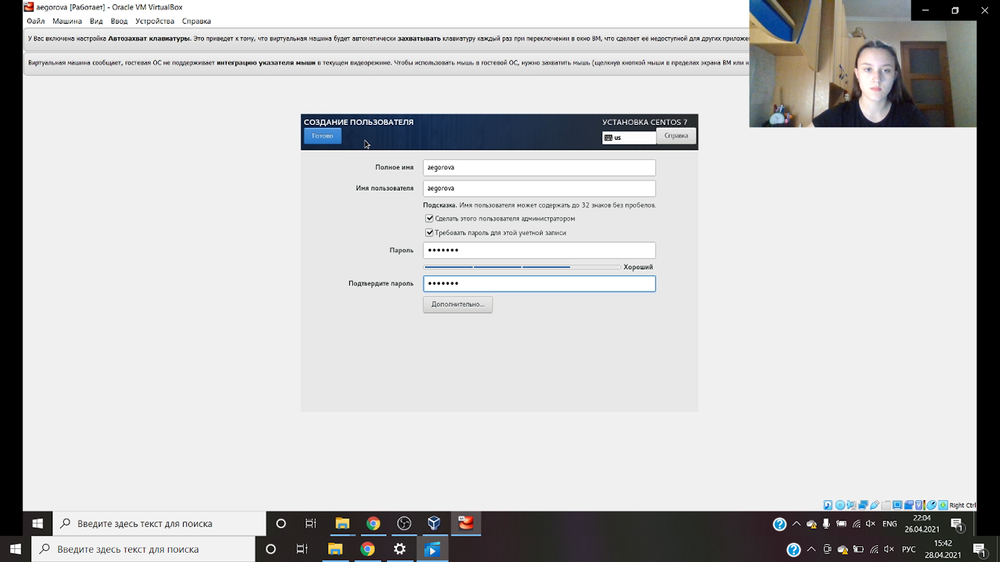 aegorova [Работает] - Oracle VM VirtualBox
Файл Машина Вид Ввод Устройства Справка
У Вас включена настройка Автозахват клавиатуры. Это приведет к тому, что виртуальная машина будет автоматически захватывать клавиатуру каждый раз при переключении в окно ВМ, что сделает ее недоступной для других приложе
Виртуальная машина сообщает, гостевая ОС не поддерживает интеграцию указателя мыши в текущем видеорежиме. Чтобы использовать мышь в гостевой ОС, нужно захватить мышь (щелкнув кнопкой мыши в пределах экрана ВМ или н
СОЗДАНИЕ ПОЛЬЗОВАТЕЛЯ
УСТАНОВКА CENTOS 7
Готово
us
Справка
Полное имя
aegorova
Имя пользователя
aegorova
Подсказка. Имя пользователя может содержать до 32 знаков без пробелов.
Сделать этого пользователя администратором
Требовать пароль для этой учетной записи
Пароль
•••••••
Хороший
Подтвердите пароль
•••••••
Дополнительно...
Right Ctrl
Введите здесь текст для поиска
ENG
22:04
26.04.2021
1
Введите здесь текст для поиска
РУС
15:42
28.04.2021
1